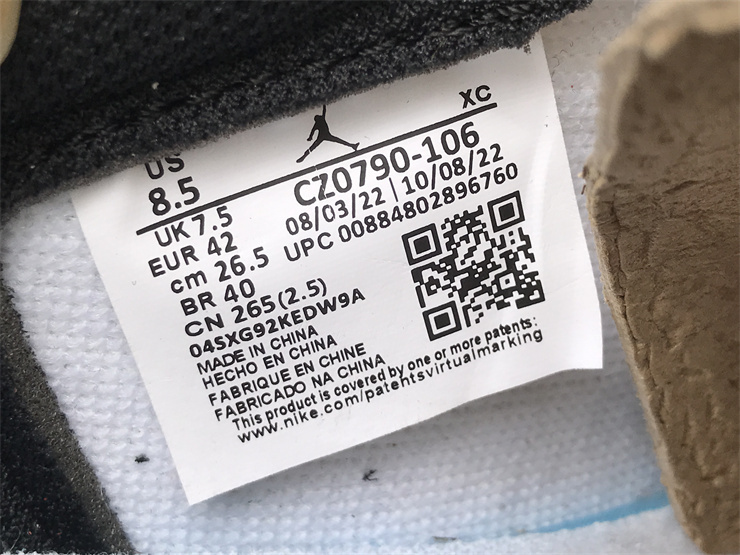 XC
US
8.5
CZ0790-106
UK 7.5
08/03/22 | 10/08/22
EUR 42
UPC 00884802896760
cm 26.5
BR 40
CN 265(2.5)
04SXG92KEDW9A
MADE IN CHINA
HECHO EN CHINA
FABRIQUE EN CHINE
FABRICADO NA CHINA
This product is covered by one or more patents:
www.nike.com/patentsvirtualmarking